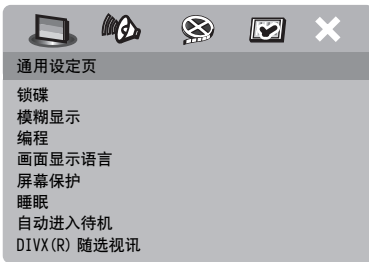 通用设定页
锁碟
模糊显示
编程
画面显示语言
屏幕保护
睡眠
自动进入待机
DIVX(R) 随选视讯